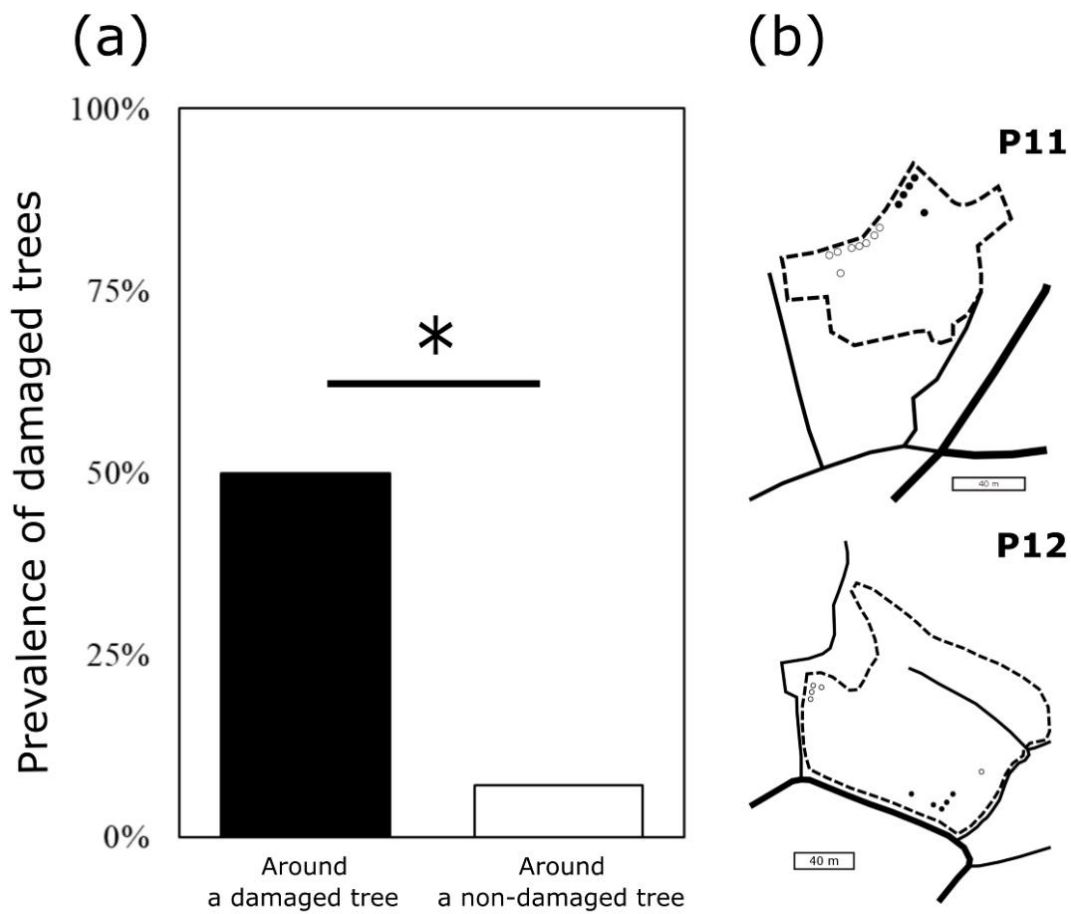 (a)
Prevalence of damaged trees
100%
75%
50%
25%
0%
*
Around
a damaged tree
Around
a non-damaged tree
(b)
P11
40 m
P12
40 m